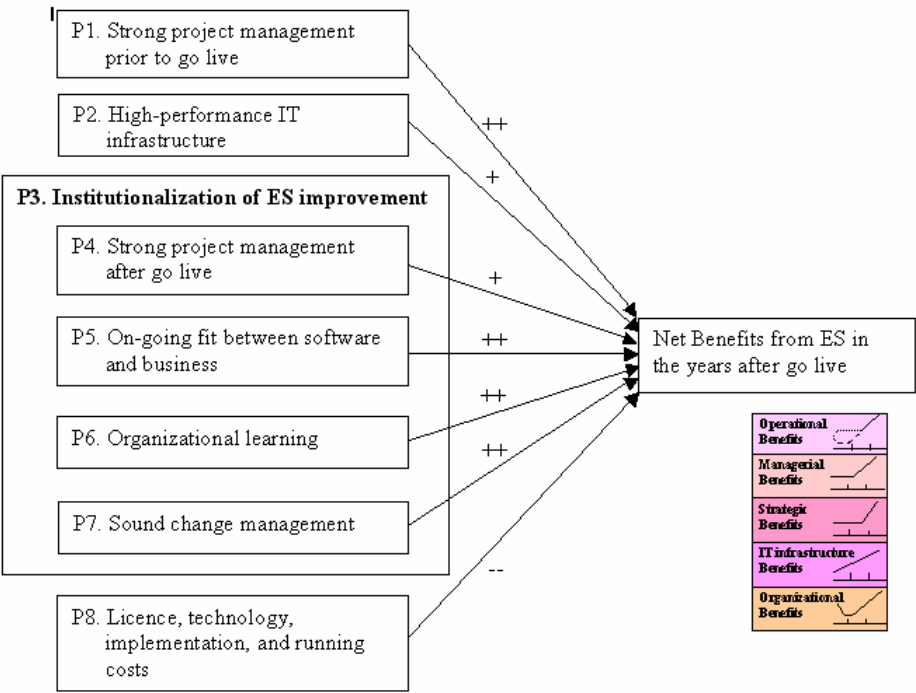 P1. Strong project management
prior to go live
P2. High-performance IT
infrastructure
P3. Institutionalization of ES improvement
P4. Strong project management
after go live
P5. On-going fit between software
and business
P6. Organizational learning
P7. Sound change management
P8. Licence, technology,
implementation, and running
costs
++
+
+
++
++
++
--
Net Benefits from ES in
the years after go live
Operational
Benefits
Managerial
Benefits
Strategic
Benefits
IT infrastructure
Benefits
Organizational
Benefits